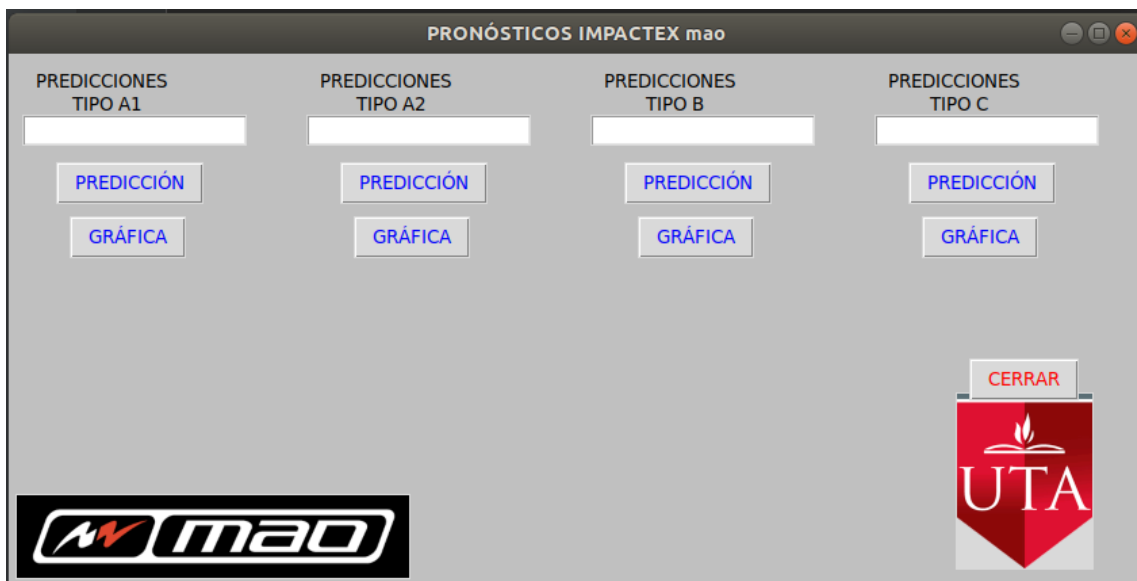 PRONÓSTICOS IMPACTEX mao
PREDICCIONES
TIPO A1
PREDICCIÓN
GRÁFICA
PREDICCIONES
TIPO A2
PREDICCIÓN
GRÁFICA
PREDICCIONES
TIPO B
PREDICCIÓN
GRÁFICA
PREDICCIONES
TIPO C
PREDICCIÓN
GRÁFICA
CERRAR
UTA
mao